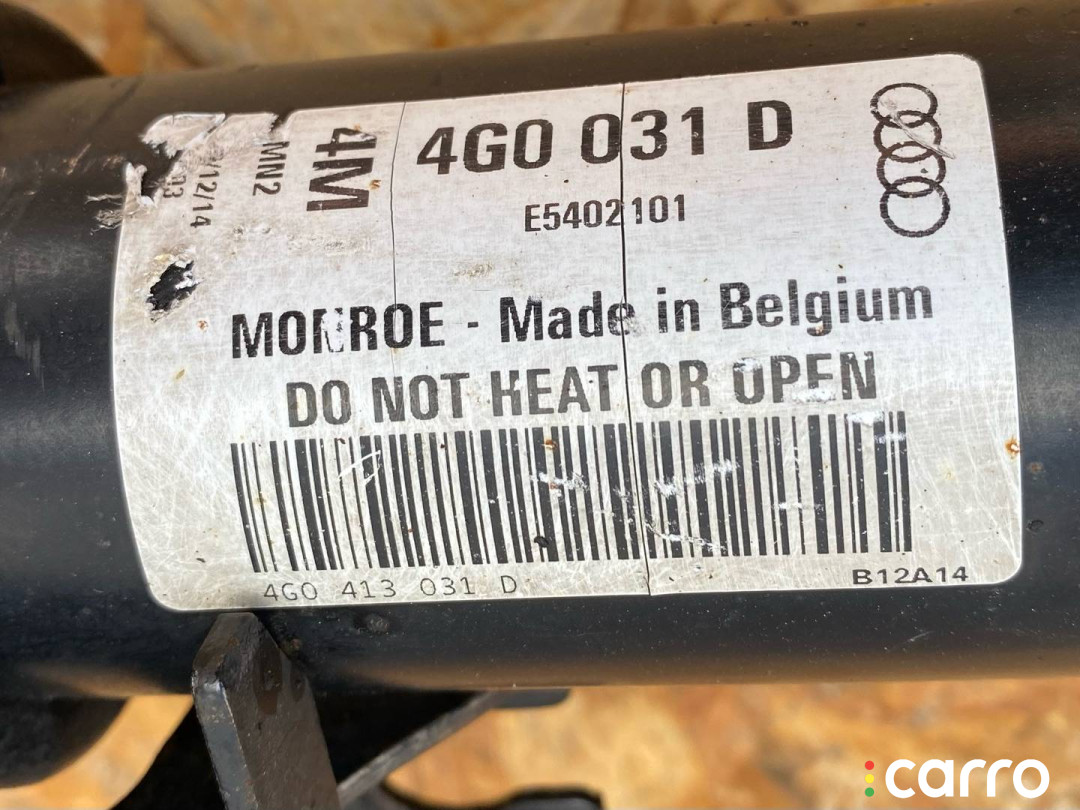 4G0 031 D
E5402101
4M
MN2
/12/14
03
MONROE - Made in Belgium
DO NOT HEAT OR OPEN
4G0 413 031 D
B12A14
carro